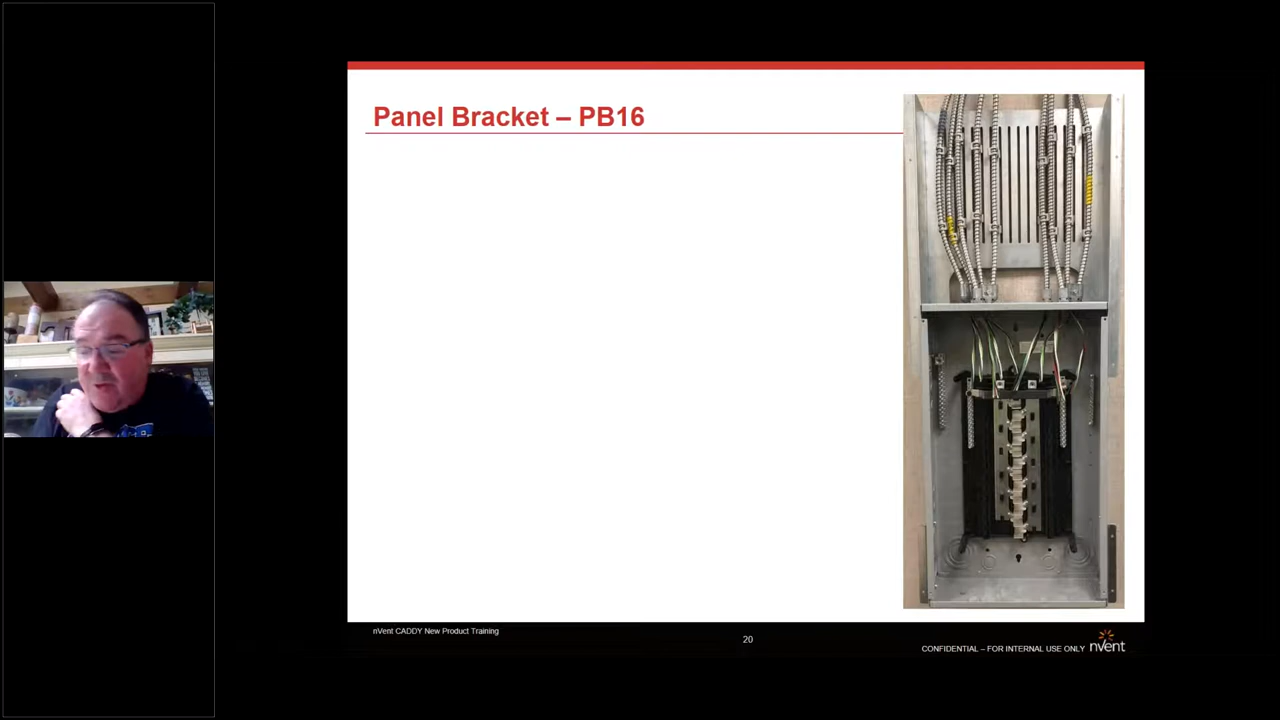 Panel Bracket – PB16
nVent CADDY New Product Training
20
CONFIDENTIAL – FOR INTERNAL USE ONLY
nVent